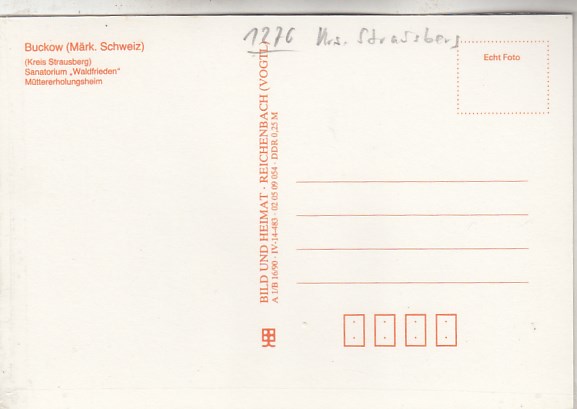 Buckow (Märk. Schweiz)
(Kreis Strausberg)
Sanatorium „Waldfrieden"
Müttererholungsheim
1276 Krs. Strausberg
Echt Foto
BILD UND HEIMAT · REICHENBACH (VOGTL)
A 1/B 16/90 · IV-14-483 · 02 05 09 054 · DDR 0,25 M